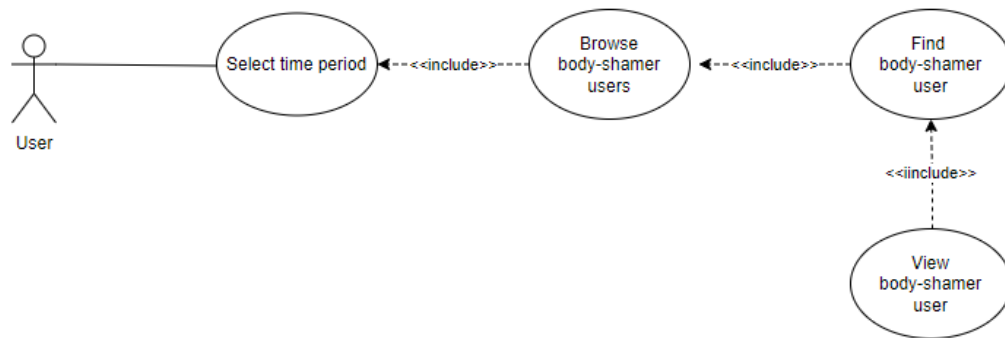 Select time period
<<include>>
Browse
body-shamer
users
<<include>>
Find
body-shamer
user
User
<<iinclude>>
View
body-shamer
user